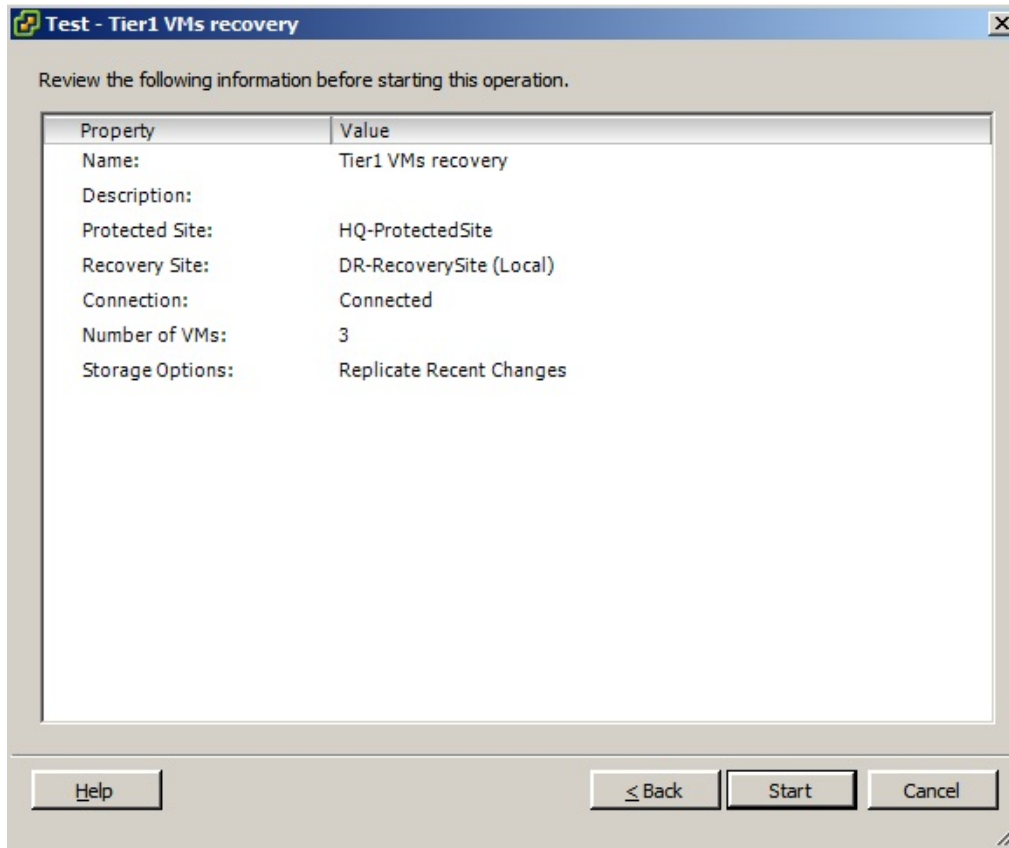 Test - Tier1 VMs recovery
Review the following information before starting this operation.
Property Value
Name: Tier1 VMs recovery
Description:
Protected Site: HQ-ProtectedSite
Recovery Site: DR-RecoverySite (Local)
Connection: Connected
Number of VMs: 3
Storage Options: Replicate Recent Changes
Help < Back Start Cancel